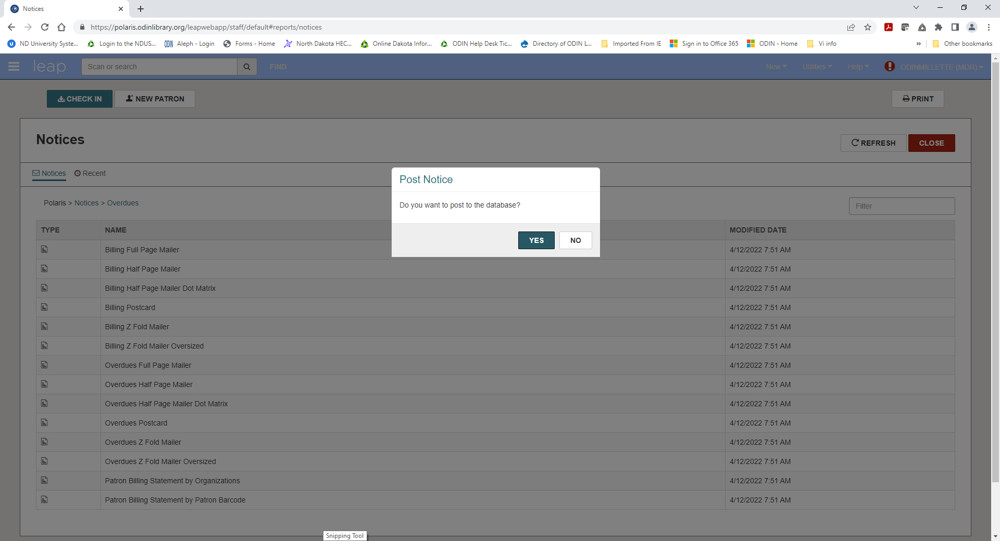 Notices
https://polaris.odinlibrary.org/leapwebapp/staff/default#reports/notices
ND University Syste... Login to the NDUS... ODIN Aleph - Login Forms - Home North Dakota HEC... Online Dakota Infor... ODIN Help Desk Tic... Directory of ODIN L... Imported From IE Sign in to Office 365 ODIN - Home Vi info » Other bookmarks
leap Scan or search FIND New Utilities Help ODINMILLETTE (MDR)
CHECK IN NEW PATRON PRINT
Notices
REFRESH CLOSE
Notices Recent
Post Notice
Do you want to post to the database?
YES NO
Polaris > Notices > Overdues Filter
TYPE NAME MODIFIED DATE
Billing Full Page Mailer 4/12/2022 7:51 AM
Billing Half Page Mailer 4/12/2022 7:51 AM
Billing Half Page Mailer Dot Matrix 4/12/2022 7:51 AM
Billing Postcard 4/12/2022 7:51 AM
Billing Z Fold Mailer 4/12/2022 7:51 AM
Billing Z Fold Mailer Oversized 4/12/2022 7:51 AM
Overdues Full Page Mailer 4/12/2022 7:51 AM
Overdues Half Page Mailer 4/12/2022 7:51 AM
Overdues Half Page Mailer Dot Matrix 4/12/2022 7:51 AM
Overdues Postcard 4/12/2022 7:51 AM
Overdues Z Fold Mailer 4/12/2022 7:51 AM
Overdues Z Fold Mailer Oversized 4/12/2022 7:51 AM
Patron Billing Statement by Organizations 4/12/2022 7:51 AM
Patron Billing Statement by Patron Barcode 4/12/2022 7:51 AM
Snipping Tool